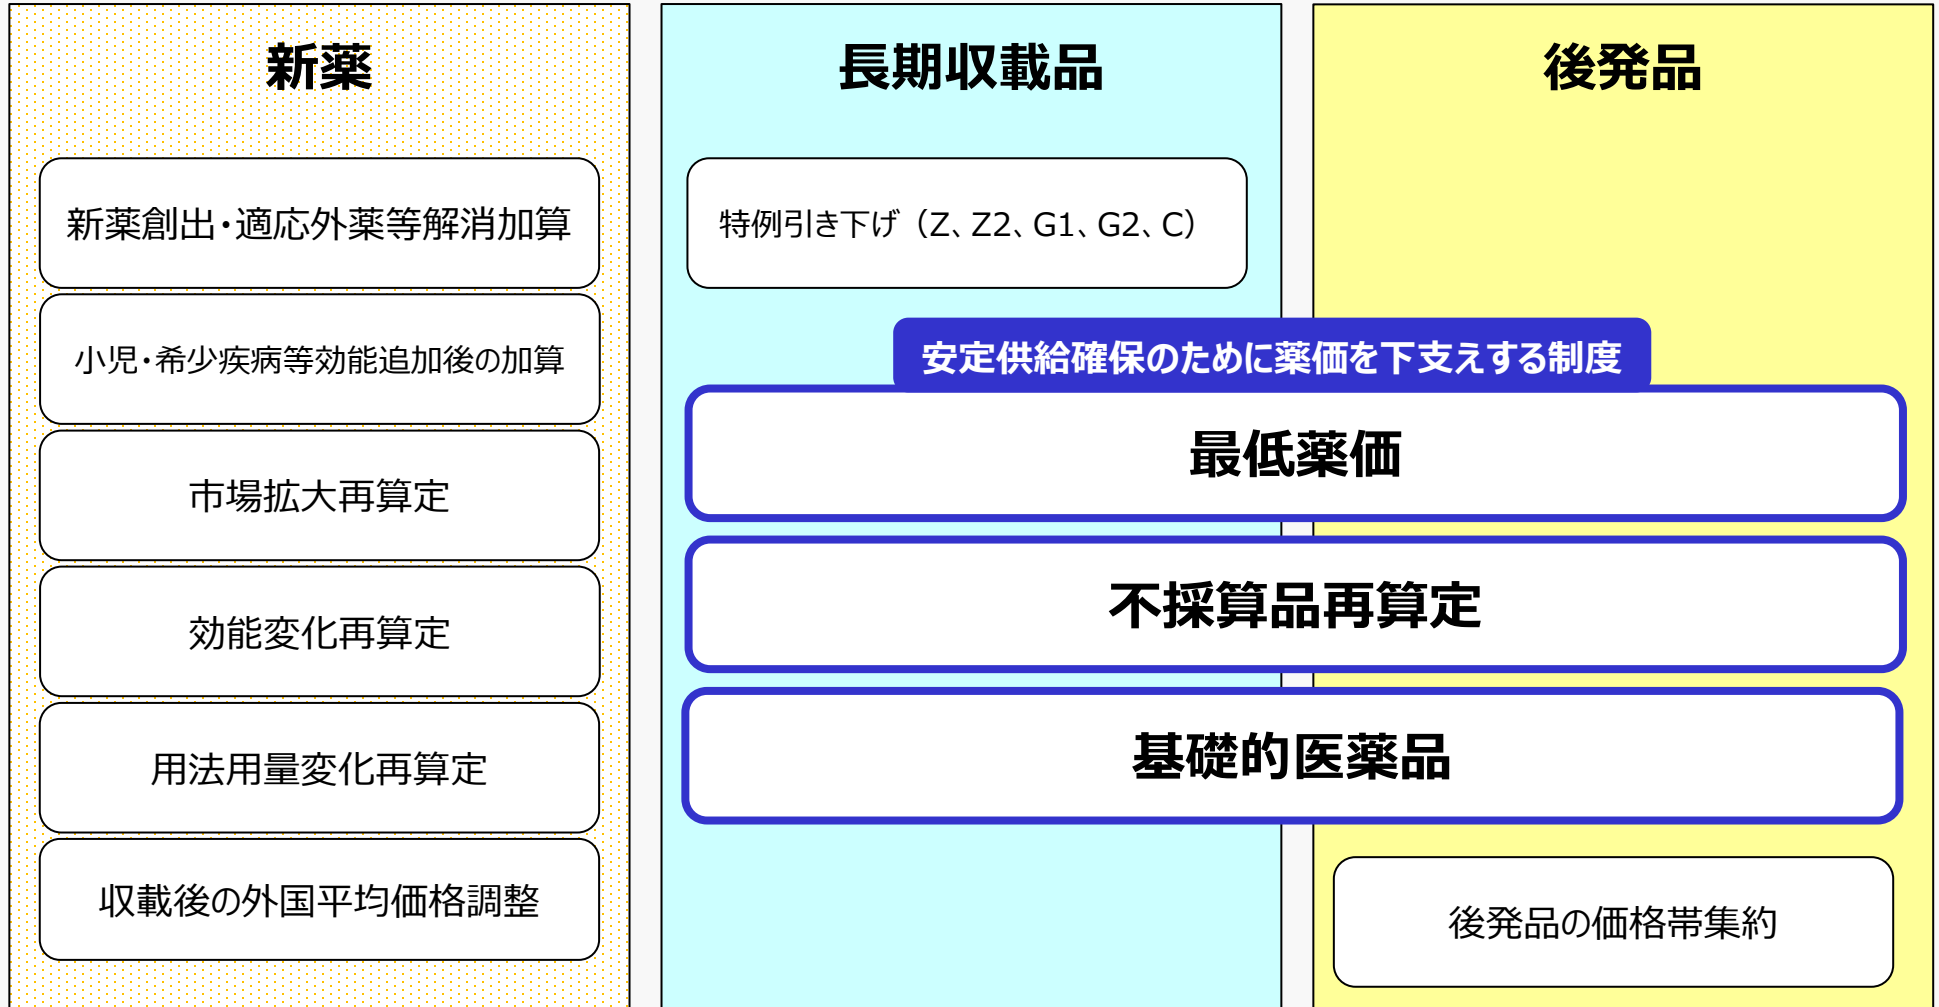 新薬
新薬創出・適応外薬等解消加算
小児・希少疾病等効能追加後の加算
市場拡大再算定
効能変化再算定
用法用量変化再算定
収載後の外国平均価格調整
長期収載品
特例引き下げ（Z、Z2、G1、G2、C）
後発品
安定供給確保のために薬価を下支えする制度
最低薬価
不採算品再算定
基礎的医薬品
後発品の価格帯集約